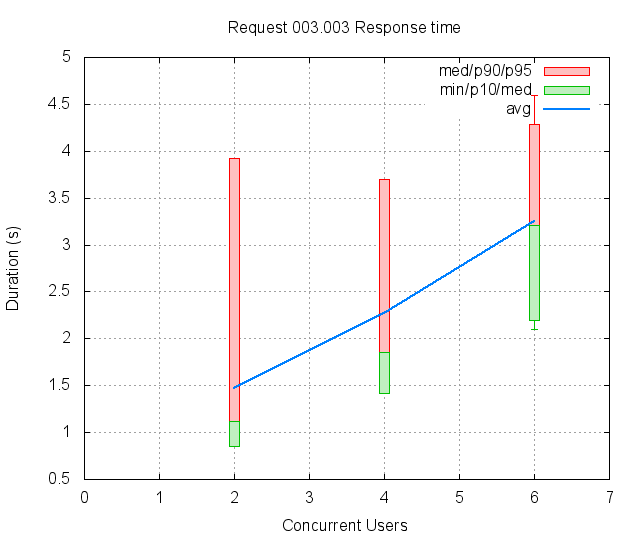 Request 003.003 Response time
med/p90/p95
min/p10/med
avg
Duration (s)
5
4.5
4
3.5
3
2.5
2
1.5
1
0.5
0 1 2 3 4 5 6 7
Concurrent Users